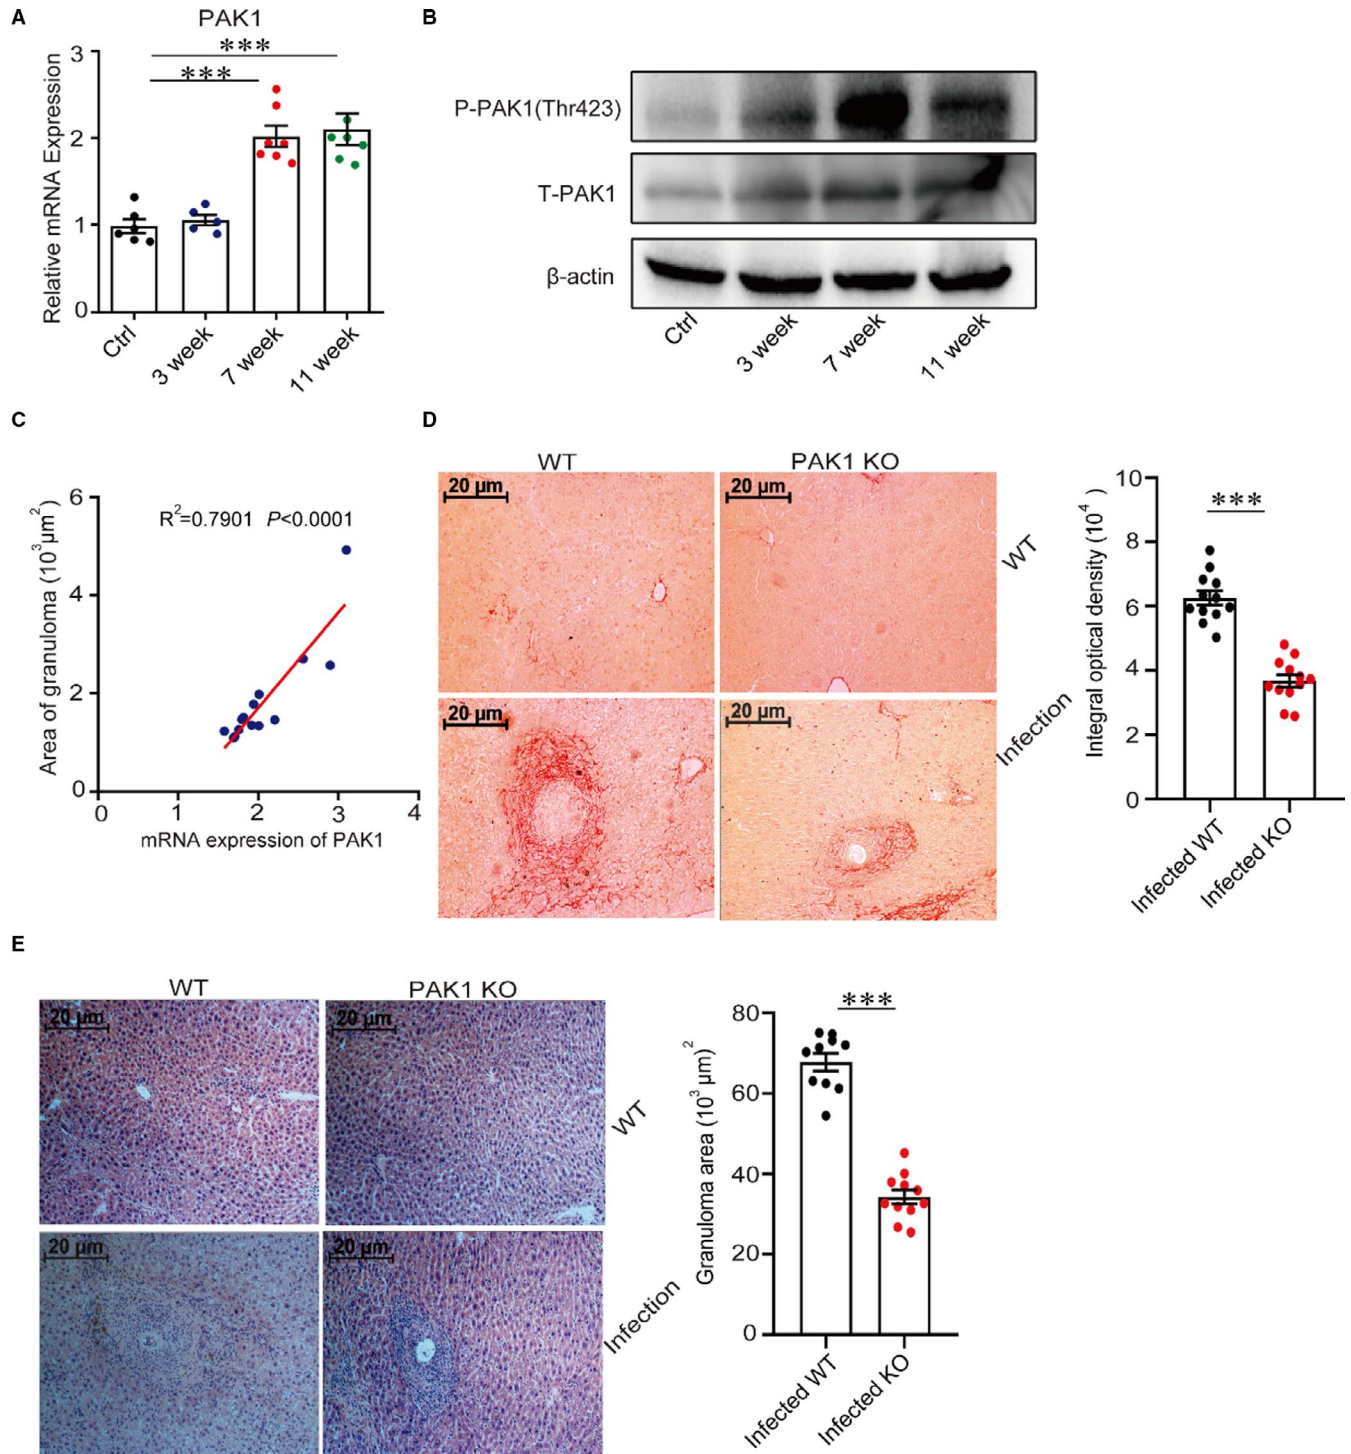 A
PAK1
***
***
Relative mRNA Expression
3
2
1
0
Ctrl
3 week
7 week
11 week
B
P-PAK1(Thr423)
T-PAK1
β-actin
Ctrl
3 week
7 week
11 week
C
R²=0.7901 P<0.0001
Area of granuloma (10³μm²)
6
4
2
0
0 1 2 3 4
mRNA expression of PAK1
D
WT
PAK1 KO
20 μm
20 μm
WT
20 μm
20 μm
Infection
Integral optical density (10⁴ )
10
8
6
4
2
0
***
Infected WT
Infected KO
E
WT
PAK1 KO
20 μm
20 μm
WT
20 μm
20 μm
Infection
Granuloma area (10³ μm)²
80
60
40
20
0
***
Infected WT
Infected KO